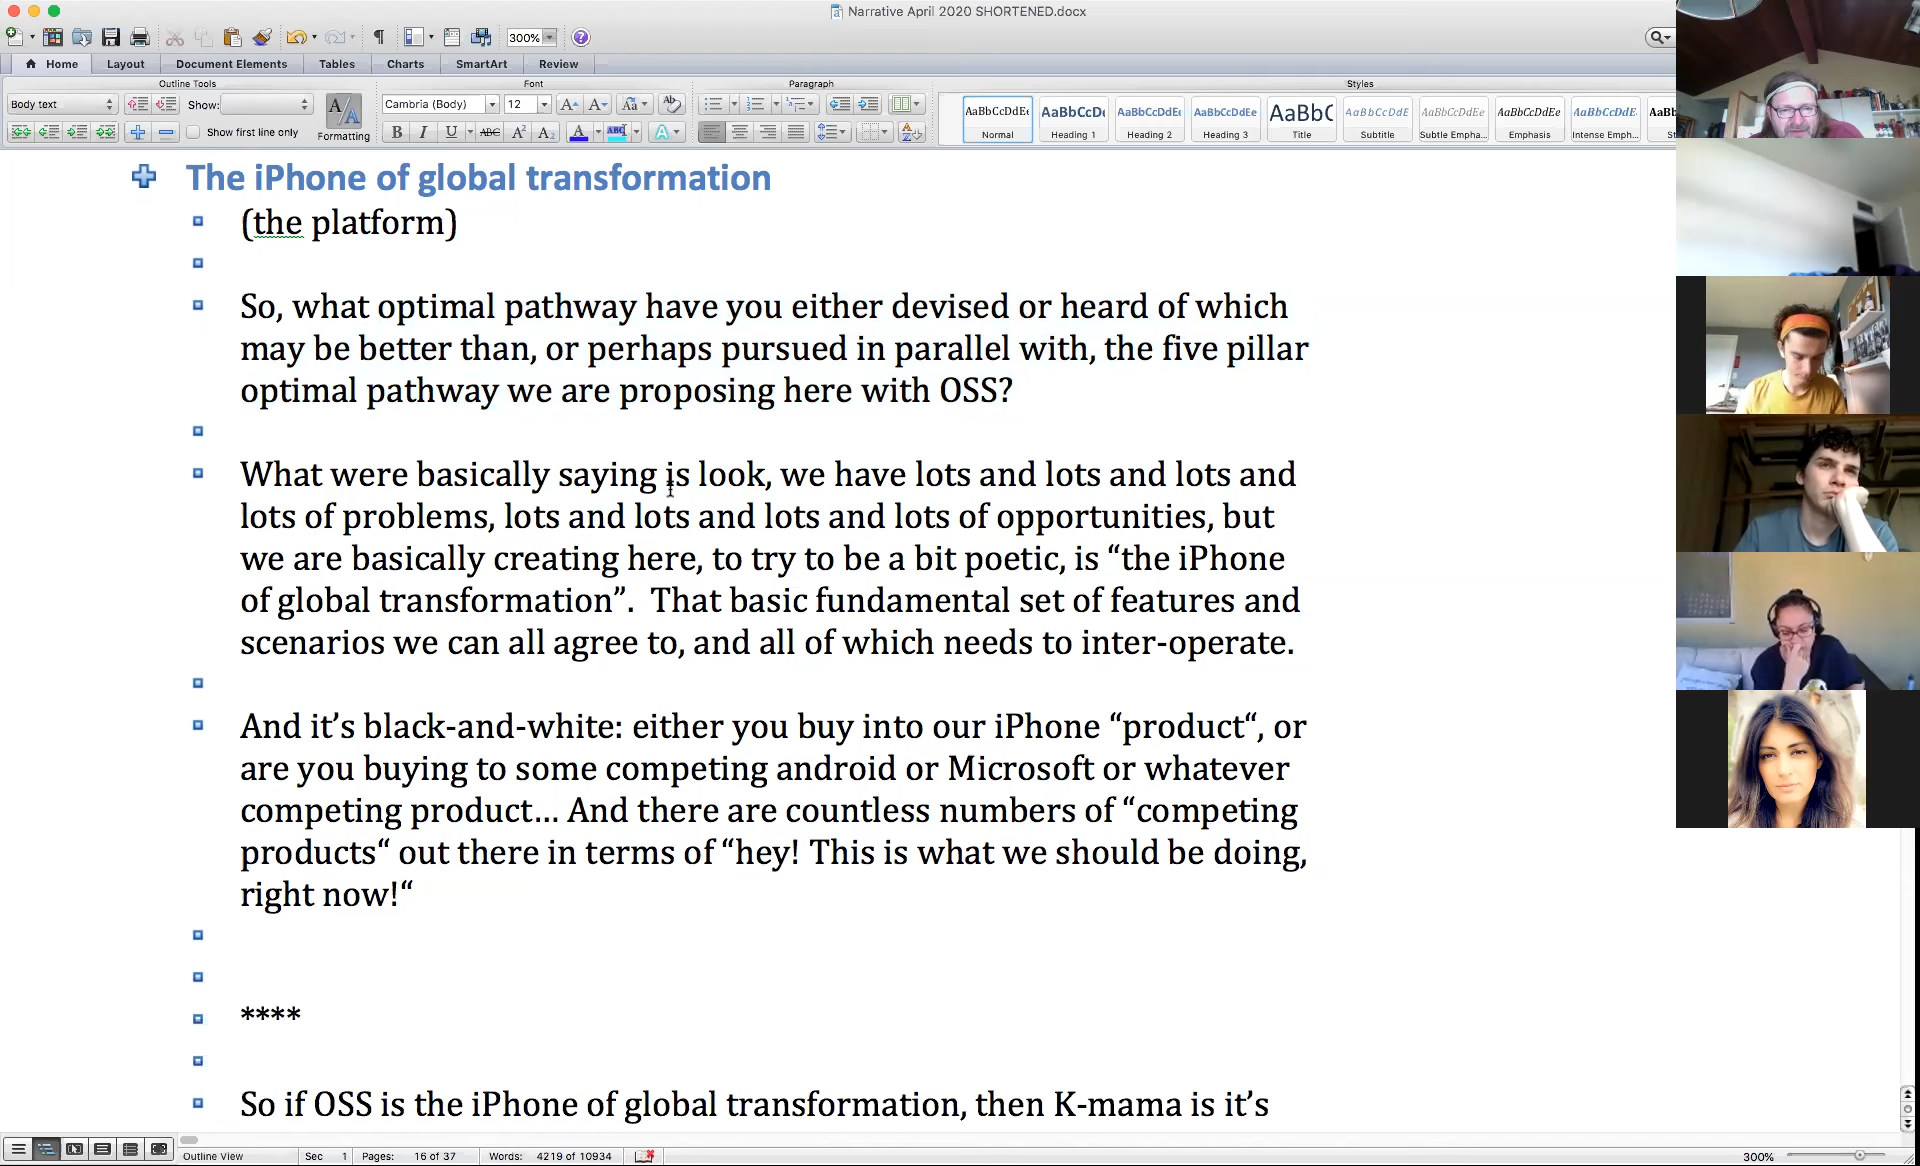 Narrative April 2020 SHORTENED.docx
300%
Home Layout Document Elements Tables Charts SmartArt Review
Outline Tools Font Paragraph Styles
Body text Show: Formatting Cambria (Body) 12
Show first line only
AaBbCcDdEe AaBbCcDc AaBbCcDdEe AaBbCcDdEe AaBbC AaBbCcDdEe AaBbCcDdEe AaBbCcDdEe AaBbCcDdE
Normal Heading 1 Heading 2 Heading 3 Title Subtitle Subtle Empha... Emphasis Intense Emph...
The iPhone of global transformation
(the platform)
So, what optimal pathway have you either devised or heard of which
may be better than, or perhaps pursued in parallel with, the five pillar
optimal pathway we are proposing here with OSS?
What were basically saying is look, we have lots and lots and lots and
lots of problems, lots and lots and lots and lots of opportunities, but
we are basically creating here, to try to be a bit poetic, is “the iPhone
of global transformation”.  That basic fundamental set of features and
scenarios we can all agree to, and all of which needs to inter-operate.
And it’s black-and-white: either you buy into our iPhone “product“, or
are you buying to some competing android or Microsoft or whatever
competing product... And there are countless numbers of “competing
products“ out there in terms of “hey! This is what we should be doing,
right now!“
****
So if OSS is the iPhone of global transformation, then K-mama is it’s
Outline View Sec 1 Pages: 16 of 37 Words: 4219 of 10934 300%